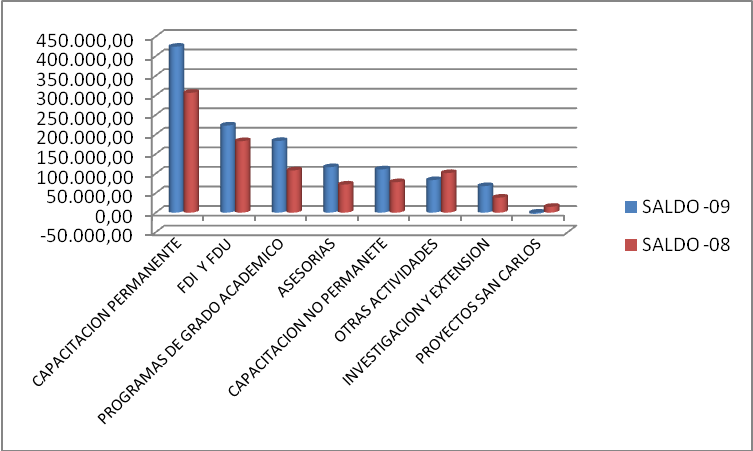 450.000,00
400.000,00
350.000,00
300.000,00
250.000,00
200.000,00
150.000,00
100.000,00
50.000,00
0,00
-50.000,00
CAPACITACION PERMANENTE
FDI Y FDU
PROGRAMAS DE GRADO ACADEMICO
ASESORIAS
CAPACITACION NO PERMANETE
OTRAS ACTIVIDADES
INVESTIGACION Y EXTENSION
PROYECTOS SAN CARLOS
SALDO -09
SALDO -08